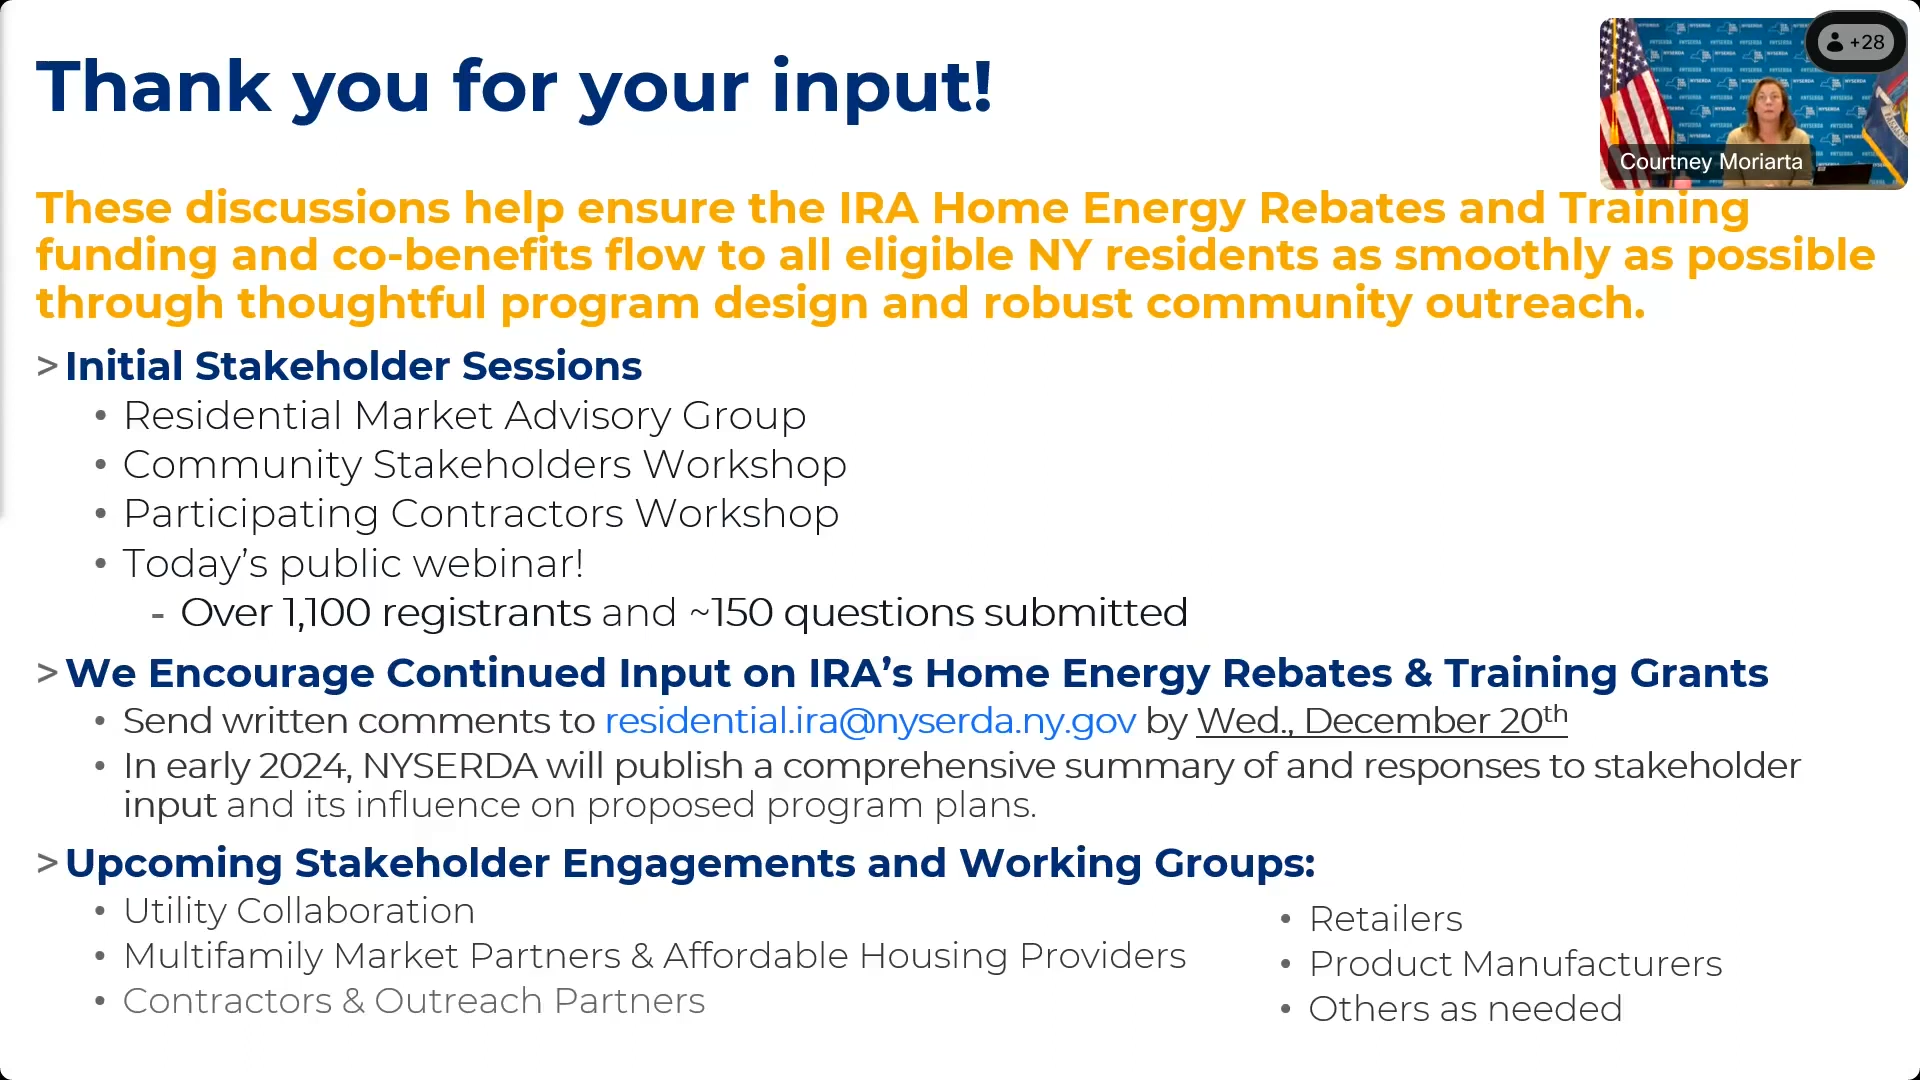 Thank you for your input!
+28
Courtney Moriarta
These discussions help ensure the IRA Home Energy Rebates and Training
funding and co-benefits flow to all eligible NY residents as smoothly as possible
through thoughtful program design and robust community outreach.
> Initial Stakeholder Sessions
• Residential Market Advisory Group
• Community Stakeholders Workshop
• Participating Contractors Workshop
• Today’s public webinar!
- Over 1,100 registrants and ~150 questions submitted
> We Encourage Continued Input on IRA’s Home Energy Rebates & Training Grants
• Send written comments to residential.ira@nyserda.ny.gov by Wed., December 20th
• In early 2024, NYSERDA will publish a comprehensive summary of and responses to stakeholder
input and its influence on proposed program plans.
> Upcoming Stakeholder Engagements and Working Groups:
• Utility Collaboration
• Multifamily Market Partners & Affordable Housing Providers
• Contractors & Outreach Partners
• Retailers
• Product Manufacturers
• Others as needed